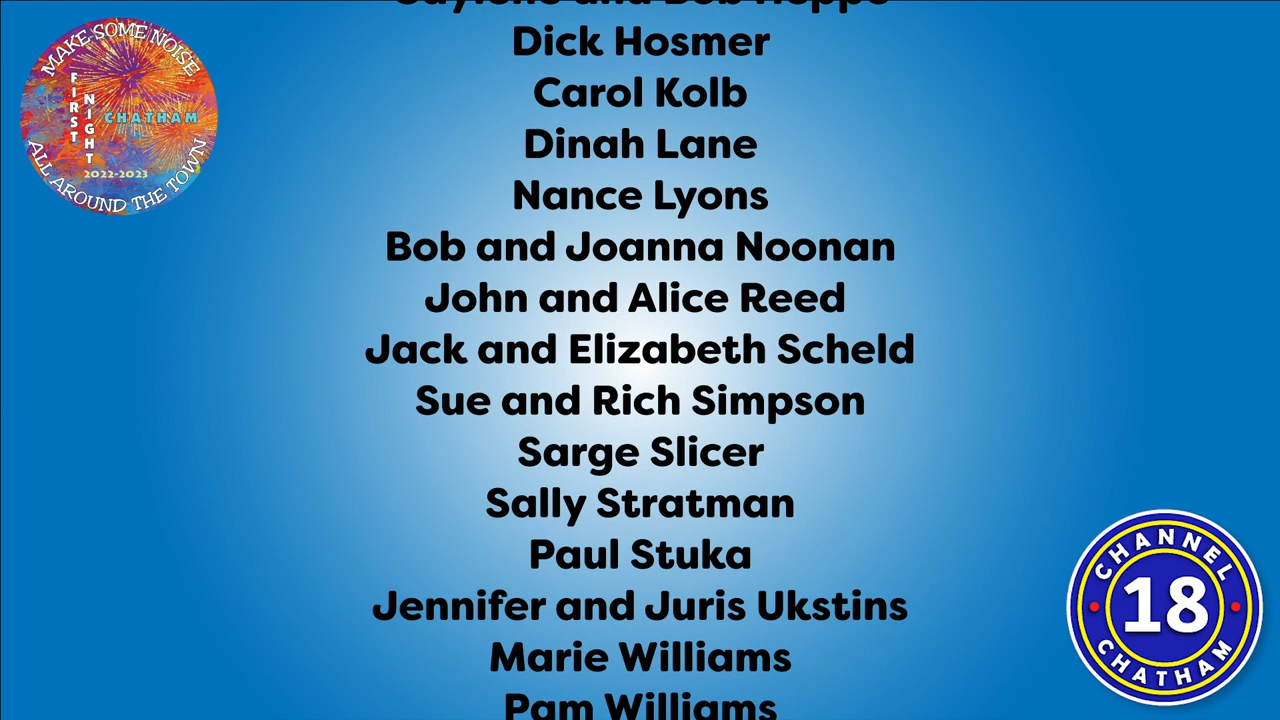 MAKE SOME NOISE
FIRST
NIGHT
CHATHAM
2022-2023
ALL AROUND THE TOWN
and Bob
Dick Hosmer
Carol Kolb
Dinah Lane
Nance Lyons
Bob and Joanna Noonan
John and Alice Reed
Jack and Elizabeth Scheld
Sue and Rich Simpson
Sarge Slicer
Sally Stratman
Paul Stuka
Jennifer and Juris Ukstins
Marie Williams
Pam Williams
CHANNEL
18
CHATHAM